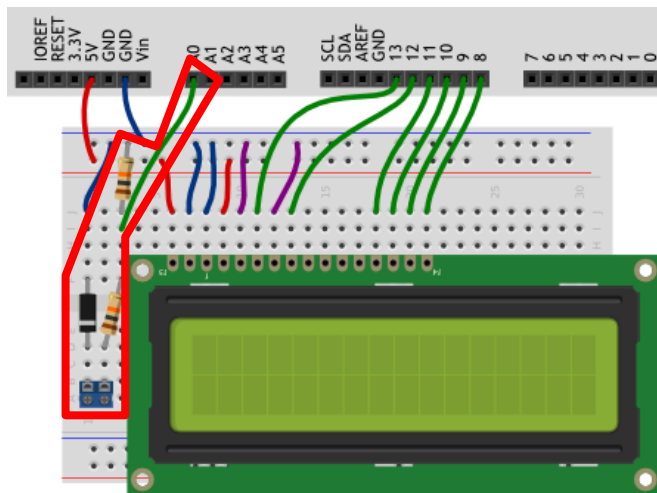 IOREF
RESET
3.3V
5V
GND
GND
Vin
A0
A1
A2
A3
A4
A5
SCL
SDA
AREF
GND
13
12
11
10
9
8
7
6
5
4
3
2
1
0
15
25
30
J
J
I
H
H